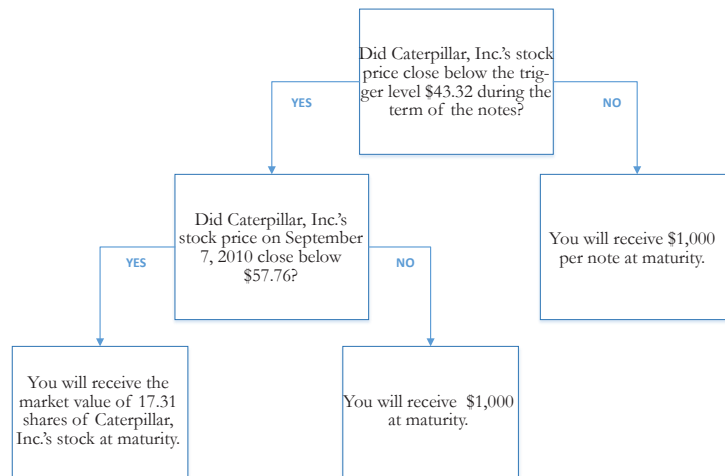 Did Caterpillar, Inc.'s stock
price close below the trig-
ger level $43.32 during the
term of the notes?
YES
NO
Did Caterpillar, Inc.'s
stock price on September
7, 2010 close below
$57.76?
You will receive $1,000
per note at maturity.
YES
NO
You will receive the
market value of 17.31
shares of Caterpillar,
Inc.'s stock at maturity.
You will receive $1,000
at maturity.